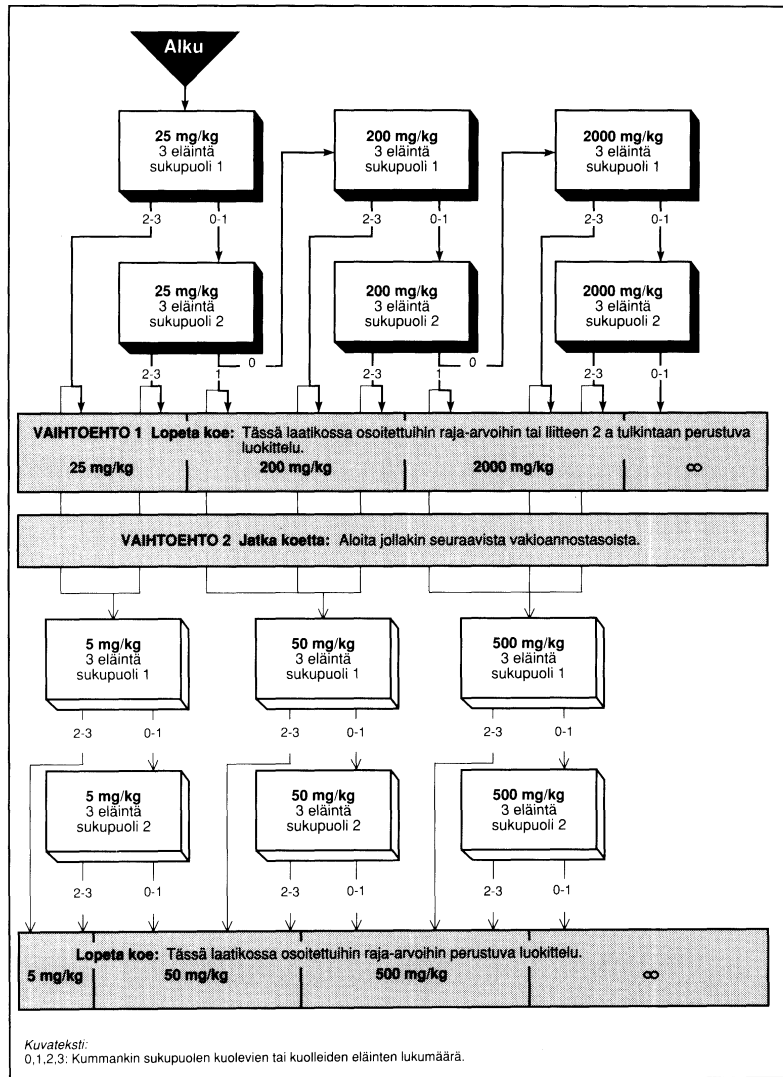 Alku
25 mg/kg
3 eläintä
sukupuoli 1
200 mg/kg
3 eläintä
sukupuoli 1
2000 mg/kg
3 eläintä
sukupuoli 1
2-3 0-1 2-3 0-1 2-3 0-1
25 mg/kg
3 eläintä
sukupuoli 2
200 mg/kg
3 eläintä
sukupuoli 2
2000 mg/kg
3 eläintä
sukupuoli 2
0 0
2-3 1 2-3 1 2-3 0-1
VAIHTOEHTO 1 Lopeta koe: Tässä laatikossa osoitettuihin raja-arvoihin tai liitteen 2 a tulkintaan perustuva
luokittelu.
25 mg/kg 200 mg/kg 2000 mg/kg ∞
VAIHTOEHTO 2 Jatka koetta: Aloita jollakin seuraavista vakioannostasoista.
5 mg/kg
3 eläintä
sukupuoli 1
50 mg/kg
3 eläintä
sukupuoli 1
500 mg/kg
3 eläintä
sukupuoli 1
2-3 0-1 2-3 0-1 2-3 0-1
5 mg/kg
3 eläintä
sukupuoli 2
50 mg/kg
3 eläintä
sukupuoli 2
500 mg/kg
3 eläintä
sukupuoli 2
2-3 0-1 2-3 0-1 2-3 0-1
Lopeta koe: Tässä laatikossa osoitettuihin raja-arvoihin perustuva luokittelu.
5 mg/kg 50 mg/kg 500 mg/kg ∞
Kuvateksti:
0,1,2,3: Kummankin sukupuolen kuolevien tai kuolleiden eläinten lukumäärä.